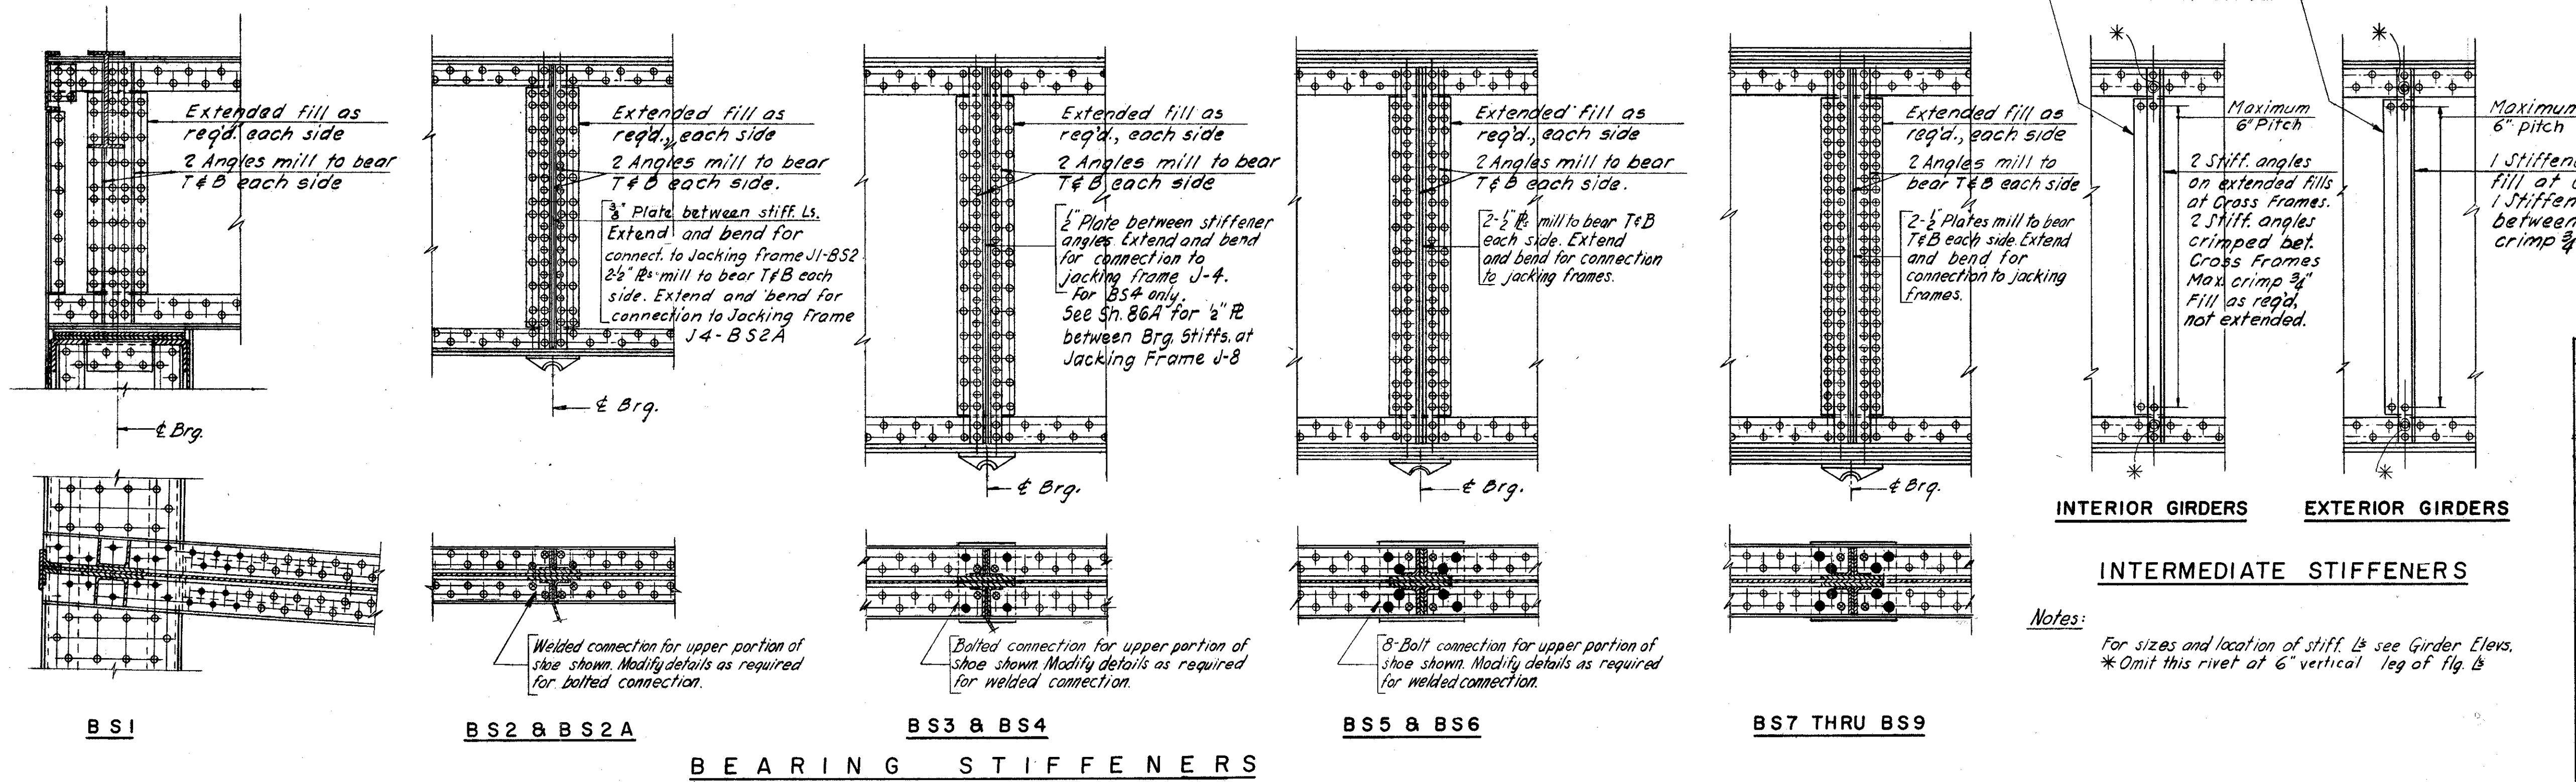 Extended fill as
req'd. each side
2 Angles mill to bear
T & B each side
℄ Brg.
BS1
Extended fill as
req'd., each side
2 Angles mill to bear
T & B each side.
3/8" Plate between stiff. Ls.
Extend and bend for
connect. to Jacking frame J1-BS2
2-1/2" ℙs mill to bear T&B each
side. Extend and bend for
connection to Jacking Frame
J4-BS2A
℄ Brg.
Welded connection for upper portion of
shoe shown. Modify details as required
for bolted connection.
BS2 & BS2A
Extended fill as
req'd., each side
2 Angles mill to bear
T & B each side
1/2" Plate between stiffener
angles. Extend and bend
for connection to
jacking frame J-4.
For BS4 only.
See Sh. 86A for 1/2" ℙ
between Brg. Stiffs. at
Jacking Frame J-8
℄ Brg.
Bolted connection for upper portion of
shoe shown. Modify details as required
for welded connection.
BS3 & BS4
Extended fill as
req'd., each side
2 Angles mill to bear
T & B each side.
2-1/2" ℙs mill to bear T&B
each side. Extend
and bend for connection
to jacking frames.
℄ Brg.
8-Bolt connection for upper portion of
shoe shown. Modify details as required
for welded connection.
BS5 & BS6
Extended fill as
req'd., each side
2 Angles mill to
bear T & B each side
2-1/2" Plates mill to bear
T&B each side. Extend
and bend for
connection to jacking
frames.
℄ Brg.
BS7 THRU BS9
BEARING STIFFENERS
*
Maximum
6" Pitch
2 Stiff. angles
on extended fills
at Cross Frames.
2 Stiff. angles
crimped bet.
Cross Frames
Max. crimp 3/4"
Fill as req'd,
not extended.
*
INTERIOR GIRDERS
*
Maximum
6" pitch
1 Stiffen
fill at
1 Stiffen
between
crimp 3/4
*
EXTERIOR GIRDERS
INTERMEDIATE STIFFENERS
Notes:
For sizes and location of stiff. Ls see Girder Elevs.
* Omit this rivet at 6" vertical leg of flg. Ls